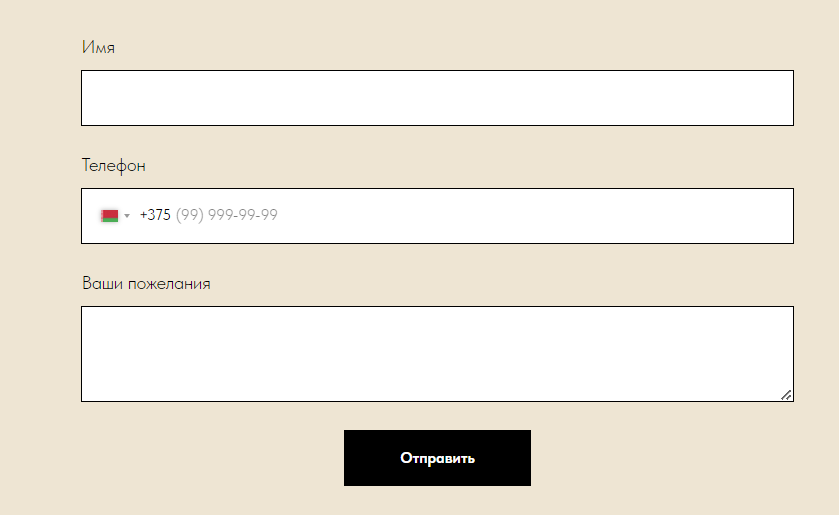 Имя
Телефон
+375 (99) 999-99-99
Ваши пожелания
Отправить